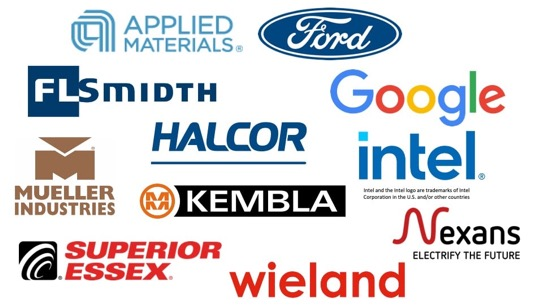 APPLIED
MATERIALS®
Ford
FLSMIDTH
Google
HALCOR
intel®
Intel and the Intel logo are trademarks of Intel
Corporation in the U.S. and/or other countries
MUELLER
INDUSTRIES
KEMBLA
Nexans
ELECTRIFY THE FUTURE
SUPERIOR
ESSEX®
wieland